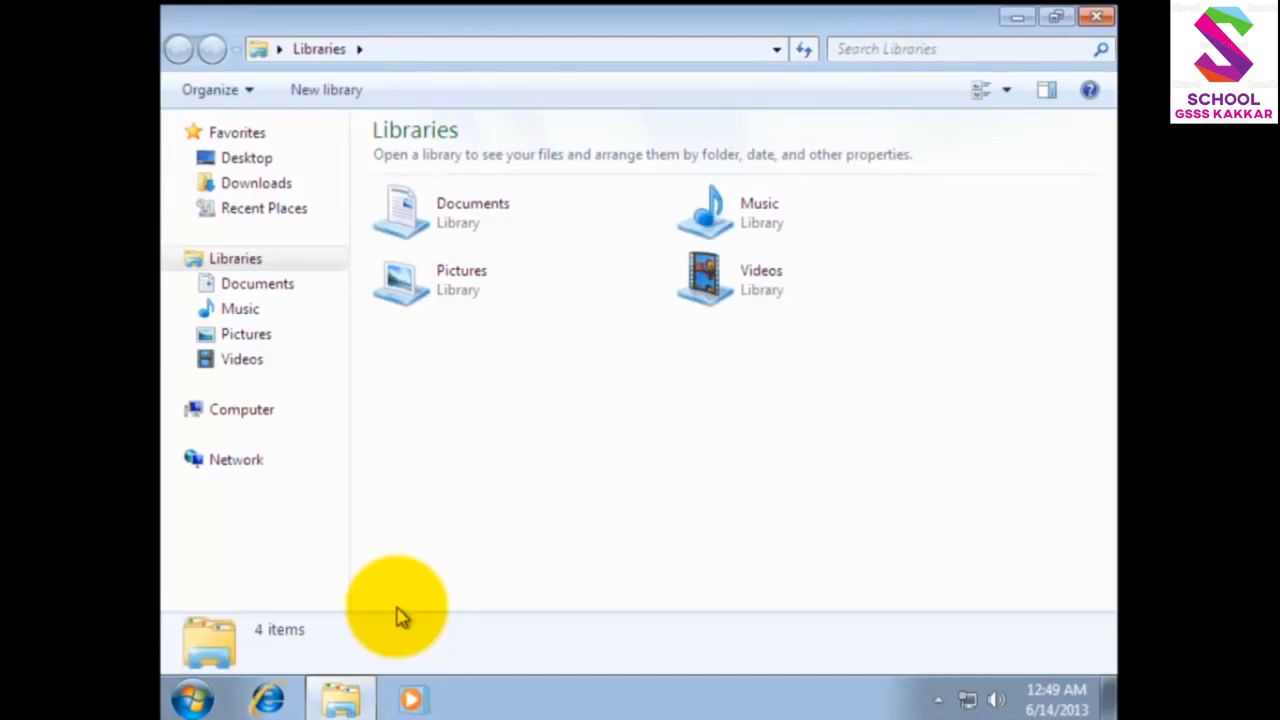 Libraries
Search Libraries
Organize
New library
Favorites
Desktop
Downloads
Recent Places
Libraries
Documents
Music
Pictures
Videos
Computer
Network
Libraries
Open a library to see your files and arrange them by folder, date, and other properties.
Documents
Library
Music
Library
Pictures
Library
Videos
Library
4 items
12:49 AM
6/14/2013
SCHOOL
GSSS KAKKAR